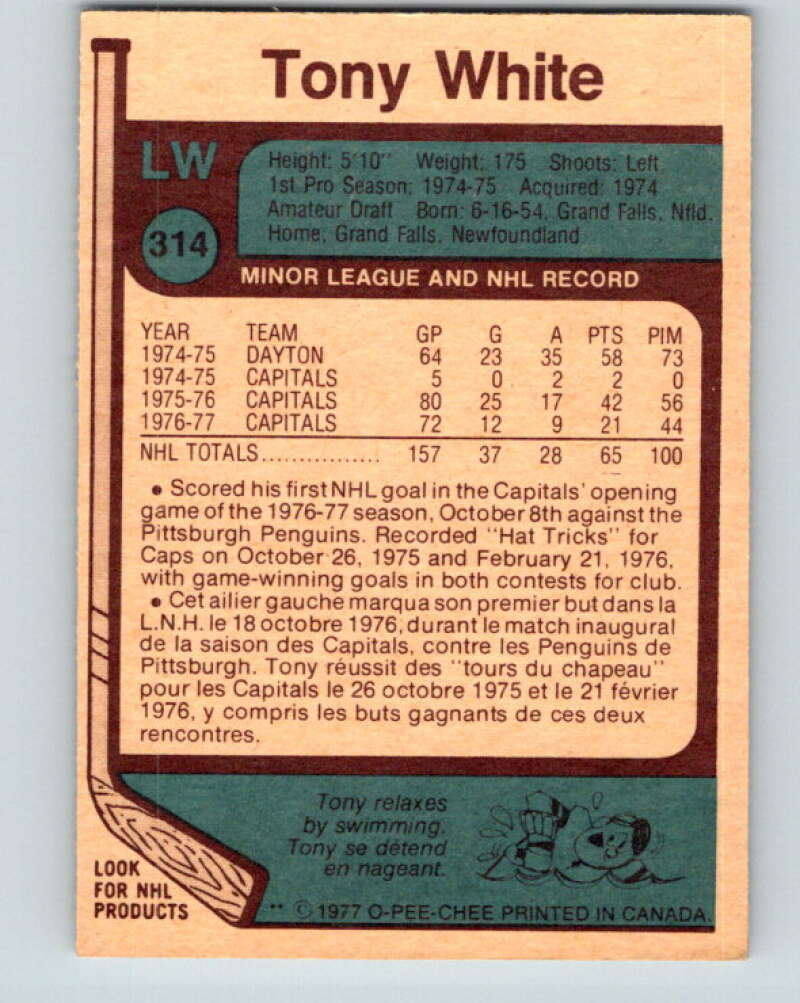 Tony White
LW
314
Height: 5'10" Weight: 175 Shoots: Left
1st Pro Season: 1974-75 Acquired: 1974
Amateur Draft Born: 6-16-54, Grand Falls, Nfld.
Home: Grand Falls, Newfoundland
MINOR LEAGUE AND NHL RECORD
YEAR TEAM GP G A PTS PIM
1974-75 DAYTON 64 23 35 58 73
1974-75 CAPITALS 5 0 2 2 0
1975-76 CAPITALS 80 25 17 42 56
1976-77 CAPITALS 72 12 9 21 44
NHL TOTALS................ 157 37 28 65 100
• Scored his first NHL goal in the Capitals' opening
game of the 1976-77 season, October 8th against the
Pittsburgh Penguins. Recorded "Hat Tricks" for
Caps on October 26, 1975 and February 21, 1976,
with game-winning goals in both contests for club.
• Cet ailier gauche marqua son premier but dans la
L.N.H. le 18 octobre 1976, durant le match inaugural
de la saison des Capitals, contre les Penguins de
Pittsburgh. Tony réussit des "tours du chapeau"
pour les Capitals le 26 octobre 1975 et le 21 février
1976, y compris les buts gagnants de ces deux
rencontres.
Tony relaxes
by swimming.
Tony se détend
en nageant.
LOOK
FOR NHL
PRODUCTS
** © 1977 O-PEE-CHEE PRINTED IN CANADA.